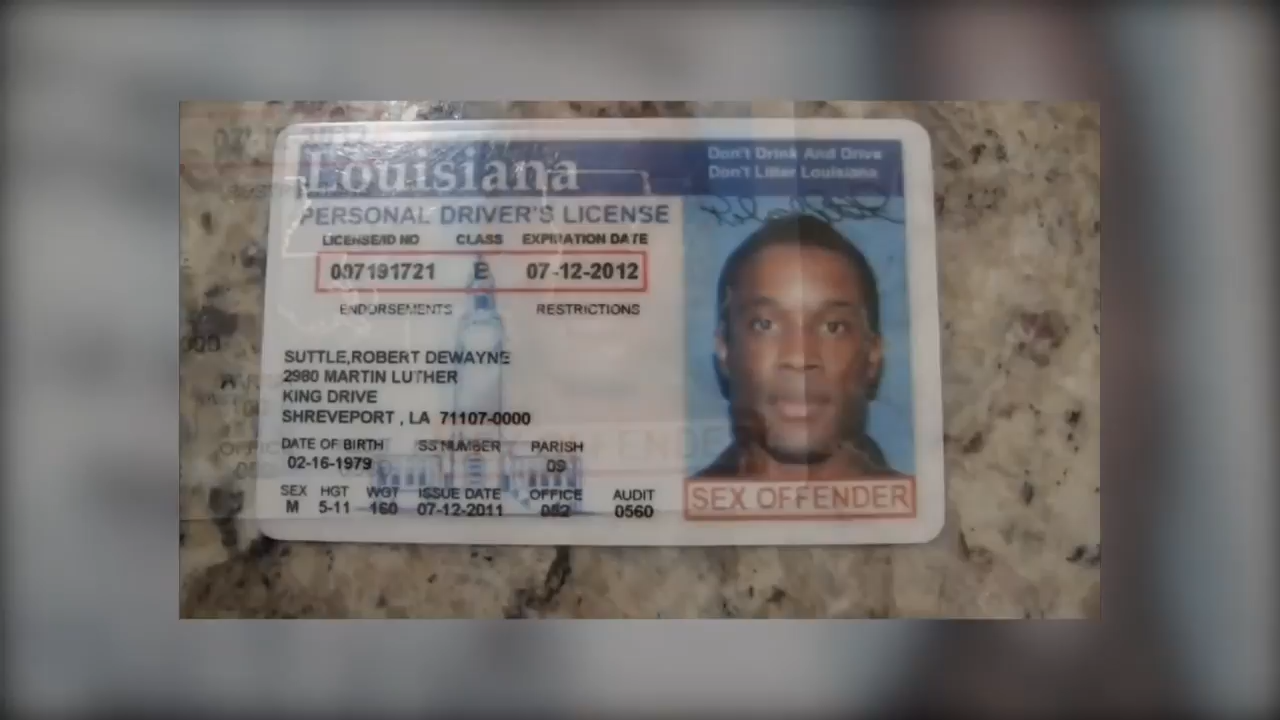 Louisiana
Don't Drink And Drive
Don't Litter Louisiana
PERSONAL DRIVER'S LICENSE
LICENSE/ID NO CLASS EXPIRATION DATE
007191721 E 07-12-2012
ENDORSEMENTS RESTRICTIONS
SUTTLE,ROBERT DEWAYNE
2980 MARTIN LUTHER
KING DRIVE
SHREVEPORT , LA 71107-0000
DATE OF BIRTH SS NUMBER PARISH
02-16-1979 09
SEX HGT WGT ISSUE DATE OFFICE AUDIT
M 5-11 160 07-12-2011 092 0560
SEX OFFENDER